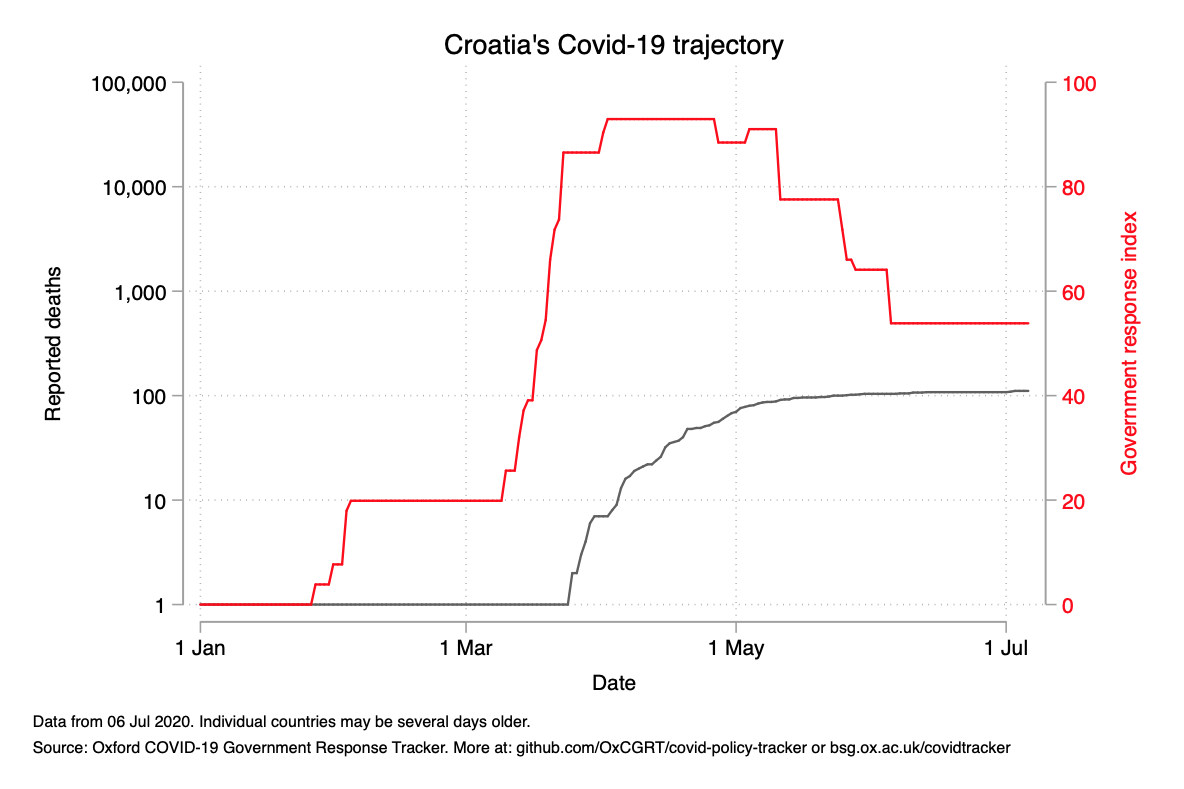 Croatia's Covid-19 trajectory
100,000
10,000
1,000
100
10
1
Reported deaths
100
80
60
40
20
0
Government response index
1 Jan
1 Mar
1 May
1 Jul
Date
Data from 06 Jul 2020. Individual countries may be several days older.
Source: Oxford COVID-19 Government Response Tracker. More at: github.com/OxCGRT/covid-policy-tracker or bsg.ox.ac.uk/covidtracker